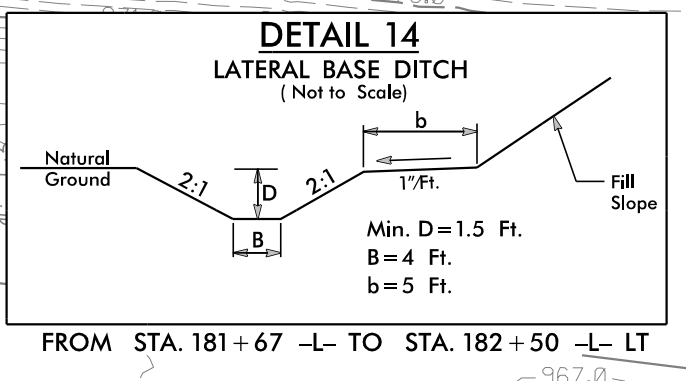 DETAIL 14
LATERAL BASE DITCH
( Not to Scale)
b
Natural
Ground
2:1
D
2:1
1"/Ft.
Fill
Slope
B
Min. D=1.5 Ft.
B=4 Ft.
b=5 Ft.
FROM STA. 181+67 -L- TO STA. 182+50 -L- LT
967.0